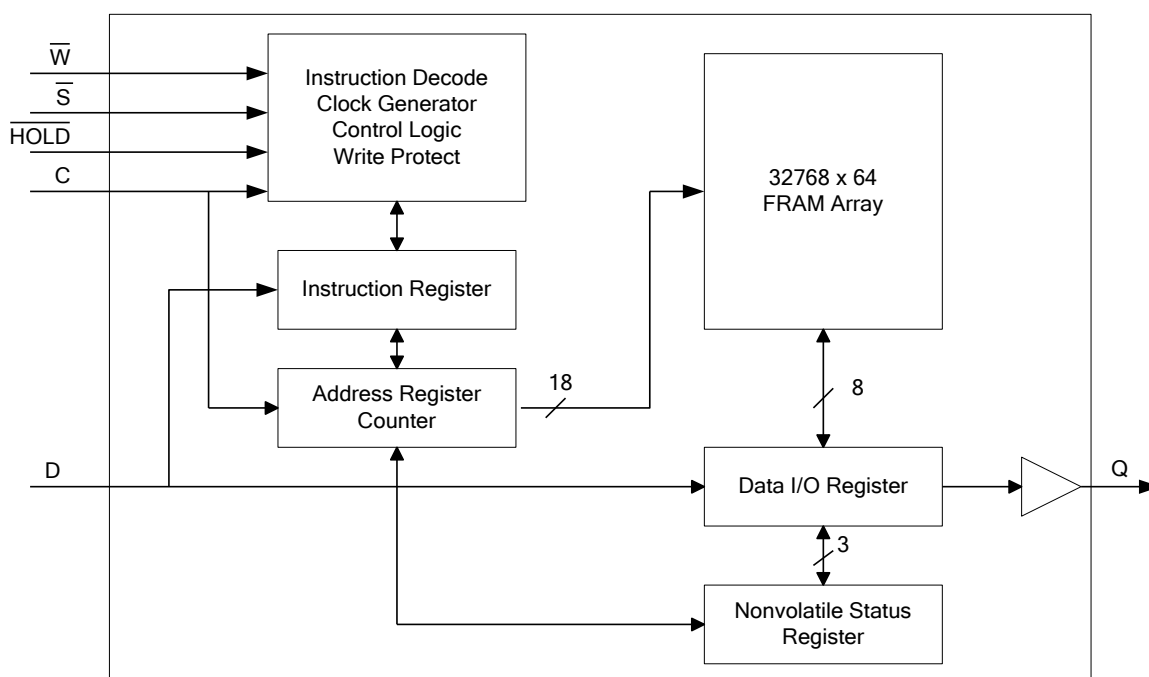 W
S
HOLD
C
Instruction Decode
Clock Generator
Control Logic
Write Protect
32768 x 64
FRAM Array
Instruction Register
Address Register
Counter
18
8
D
Data I/O Register
Q
3
Nonvolatile Status
Register